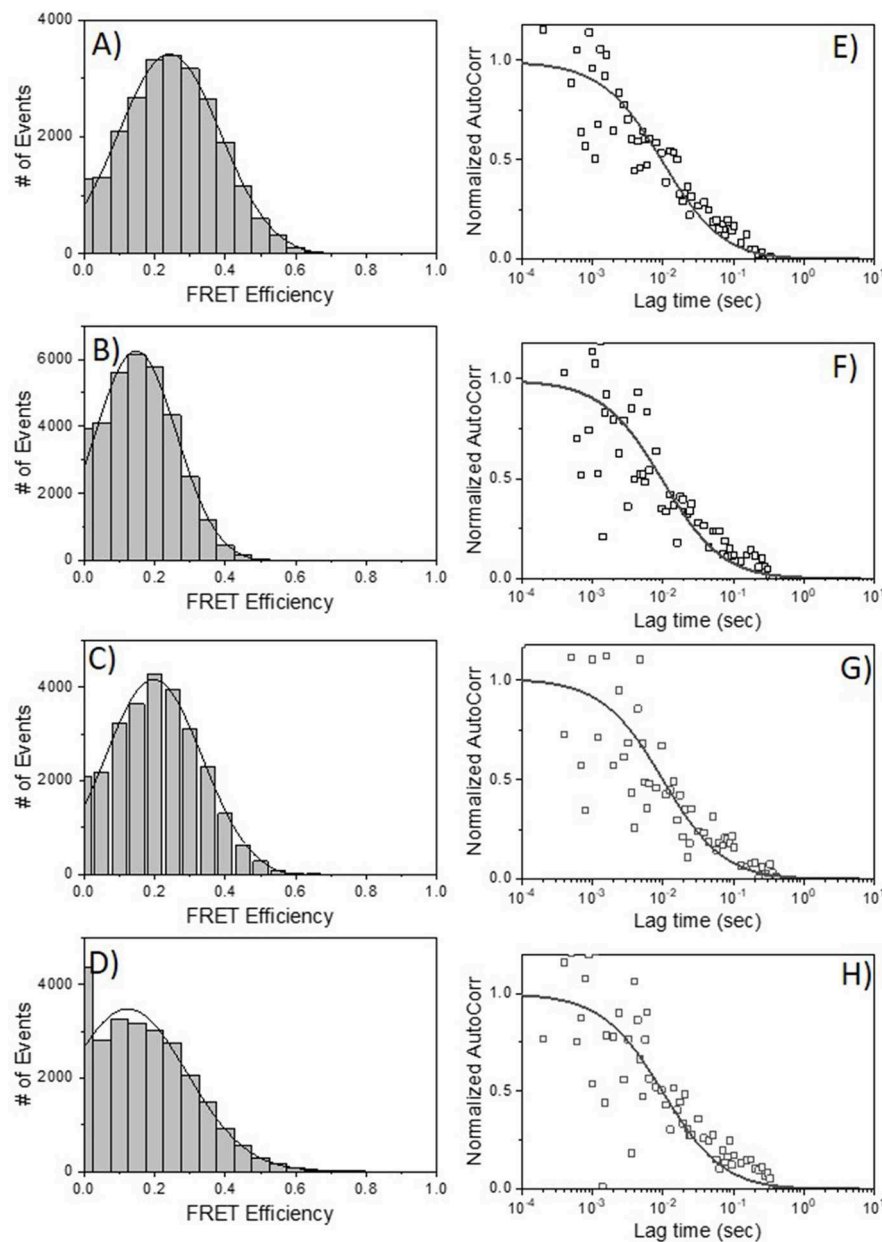 A)
# of Events
4000
2000
0
0.0 0.2 0.4 0.6 0.8 1.0
FRET Efficiency
E)
Normalized AutoCorr
1.0
0.5
0.0
10⁻⁴ 10⁻³ 10⁻² 10⁻¹ 10⁰ 10¹
Lag time (sec)
B)
# of Events
6000
4000
2000
0
0.0 0.2 0.4 0.6 0.8 1.0
FRET Efficiency
F)
Normalized AutoCorr
1.0
0.5
0.0
10⁻⁴ 10⁻³ 10⁻² 10⁻¹ 10⁰ 10¹
Lag time (sec)
C)
# of Events
4000
2000
0
0.0 0.2 0.4 0.6 0.8 1.0
FRET Efficiency
G)
Normalized AutoCorr
1.0
0.5
0.0
10⁻⁴ 10⁻³ 10⁻² 10⁻¹ 10⁰ 10¹
Lag time (sec)
D)
# of Events
4000
2000
0
0.0 0.2 0.4 0.6 0.8 1.0
FRET Efficiency
H)
Normalized AutoCorr
1.0
0.5
0.0
10⁻⁴ 10⁻³ 10⁻² 10⁻¹ 10⁰ 10¹
Lag time (sec)